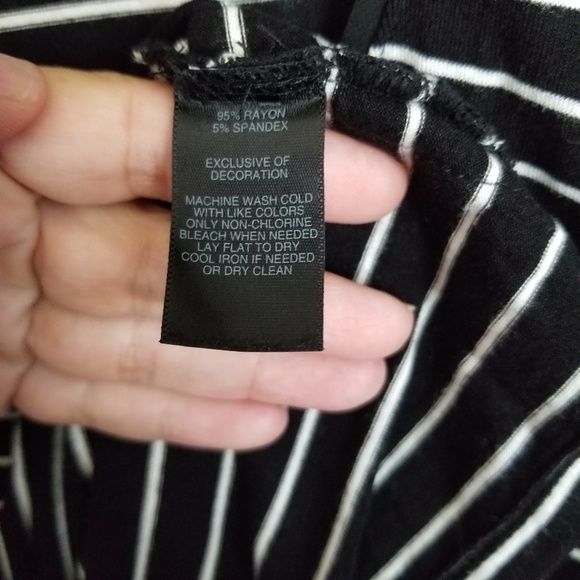 95% RAYON
5% SPANDEX
EXCLUSIVE OF
DECORATION
MACHINE WASH COLD
WITH LIKE COLORS
ONLY NON-CHLORINE
BLEACH WHEN NEEDED
LAY FLAT TO DRY
COOL IRON IF NEEDED
OR DRY CLEAN